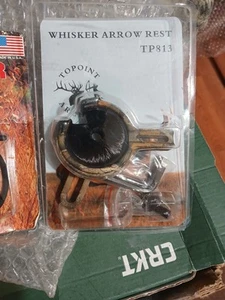 WHISKER ARROW REST
TP813
TOPOINT
CRKT